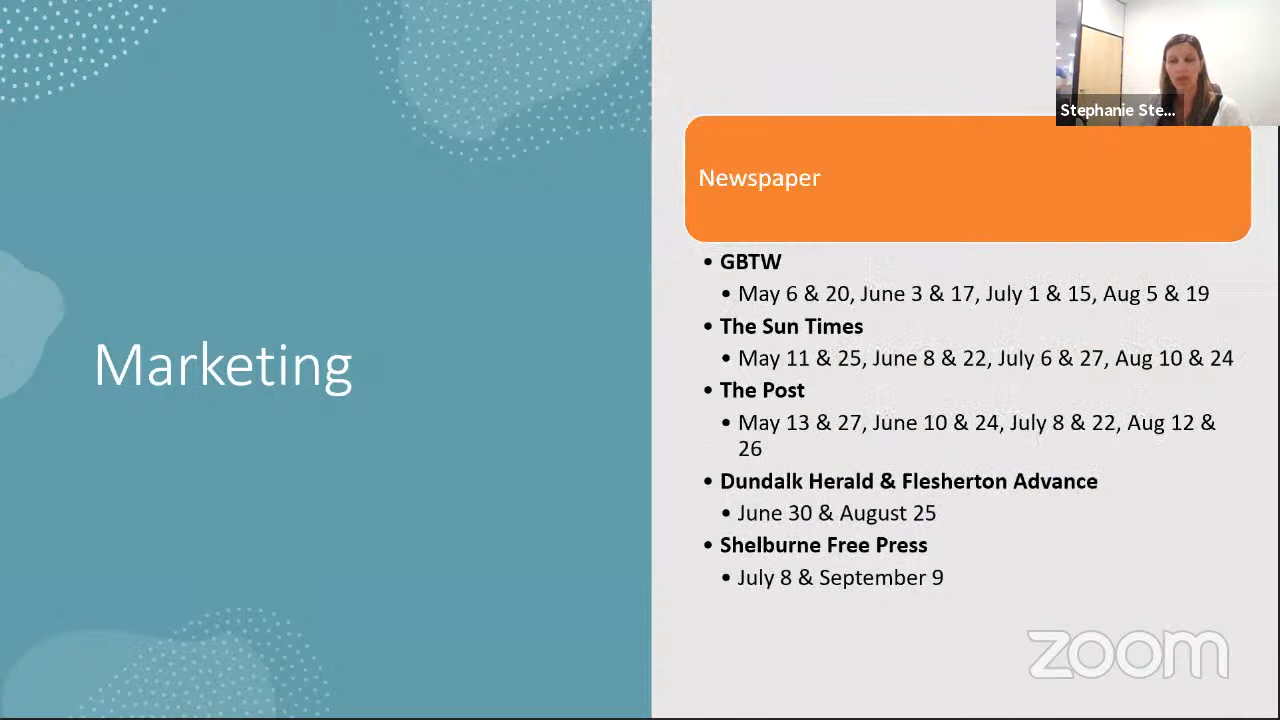 Stephanie Ste...
Newspaper
• GBTW
• May 6 & 20, June 3 & 17, July 1 & 15, Aug 5 & 19
• The Sun Times
• May 11 & 25, June 8 & 22, July 6 & 27, Aug 10 & 24
• The Post
• May 13 & 27, June 10 & 24, July 8 & 22, Aug 12 &
26
• Dundalk Herald & Flesherton Advance
• June 30 & August 25
• Shelburne Free Press
• July 8 & September 9
Marketing
zoom